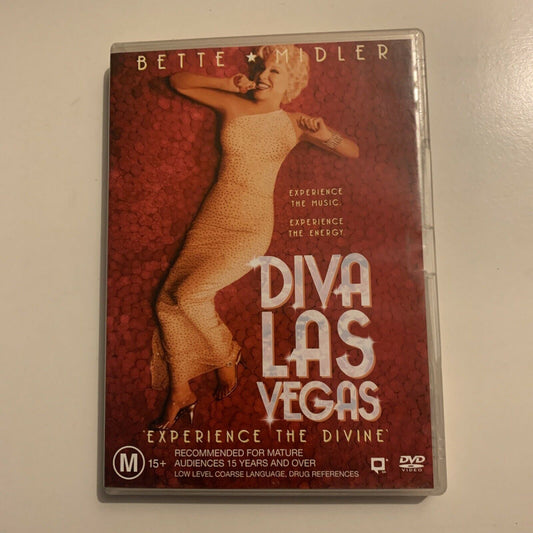 BETTE ★ MIDLER
EXPERIENCE
THE MUSIC.
EXPERIENCE
THE ENERGY.
DIVA
LAS
VEGAS
'EXPERIENCE THE DIVINE'
M 15+
RECOMMENDED FOR MATURE
AUDIENCES 15 YEARS AND OVER
LOW LEVEL COARSE LANGUAGE, DRUG REFERENCES
DVD
VIDEO